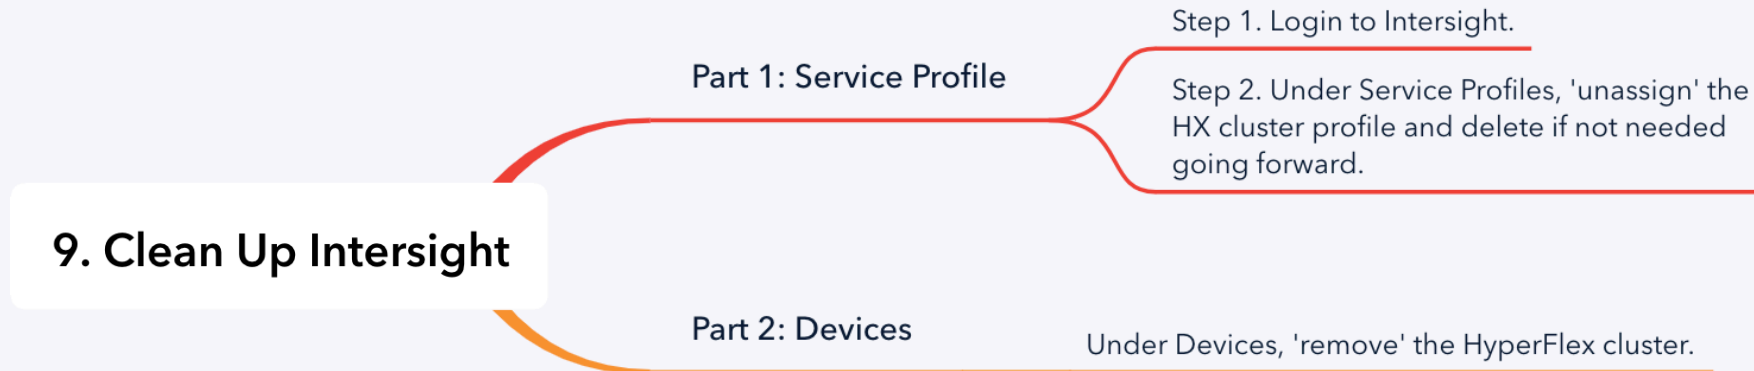 9. Clean Up Intersight
Part 1: Service Profile
Step 1. Login to Intersight.
Step 2. Under Service Profiles, 'unassign' the
HX cluster profile and delete if not needed
going forward.
Part 2: Devices
Under Devices, 'remove' the HyperFlex cluster.